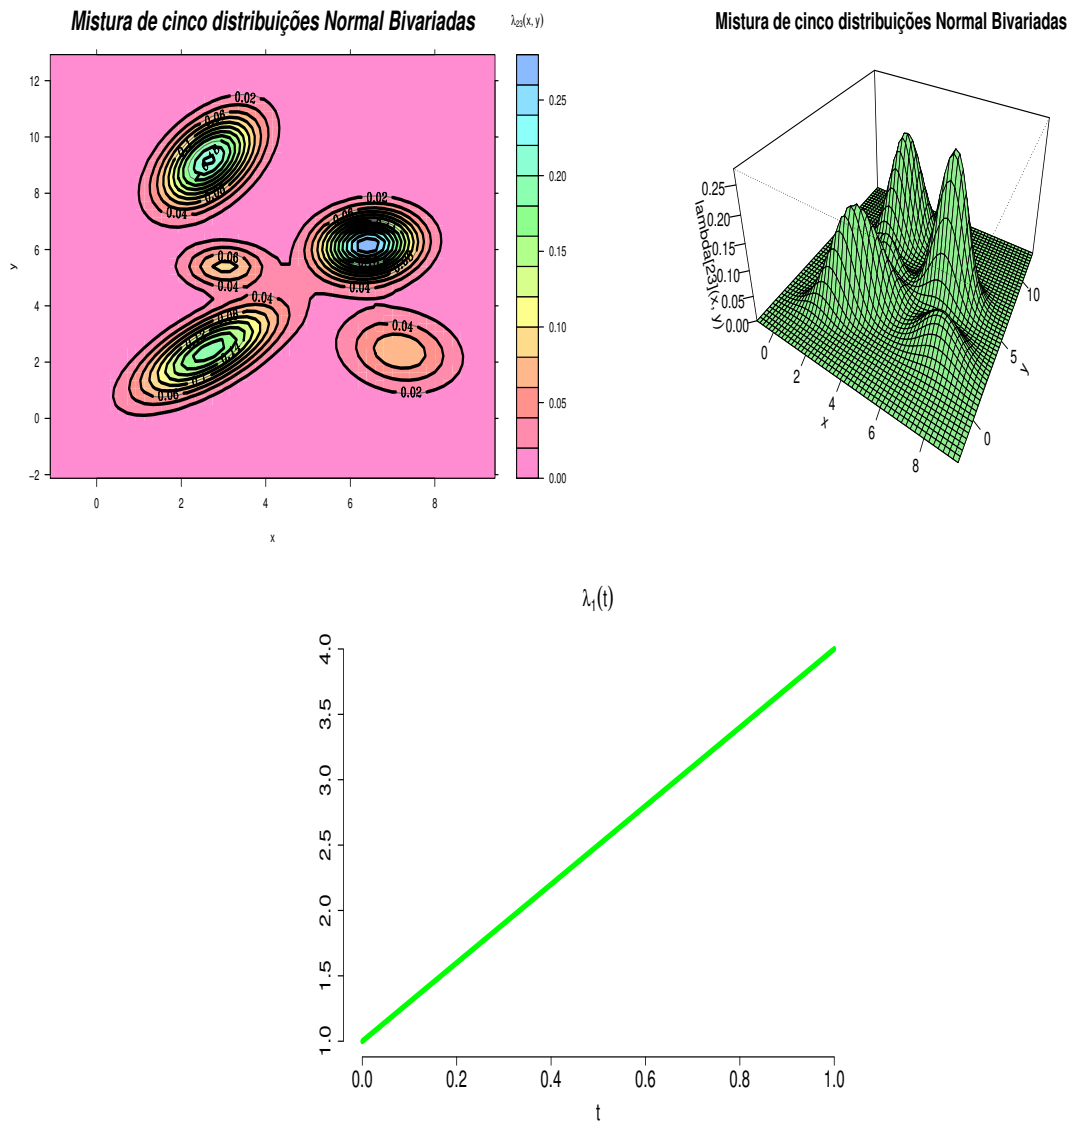 Mistura de cinco distribuições Normal Bivariadas
λ₂₃(x, y)
12
10
8
6
4
2
0
−2
y
0 2 4 6 8
x
0.25
0.20
0.15
0.10
0.05
0.00
0.02
0.06
0.04
0.02
0.04
0.06
0.04
0.04
0.06
0.04
0.02
Mistura de cinco distribuições Normal Bivariadas
lambda[23](x, y)
0.25
0.20
0.15
0.10
0.05
0.00
0 2 4 6 8
x
0 5 10
y
λ₁(t)
4.0
3.5
3.0
2.5
2.0
1.5
1.0
0.0 0.2 0.4 0.6 0.8 1.0
t